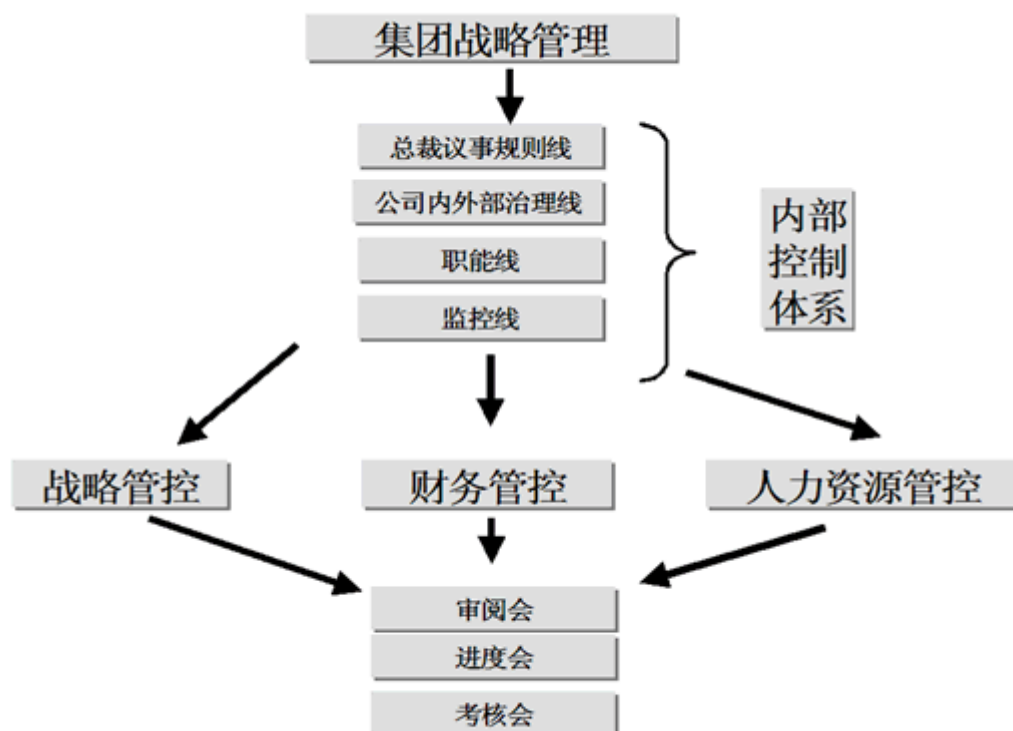 集团战略管理
总裁议事规则线
公司内外部治理线
职能线
监控线
内部
控制
体系
战略管控
财务管控
人力资源管控
审阅会
进度会
考核会